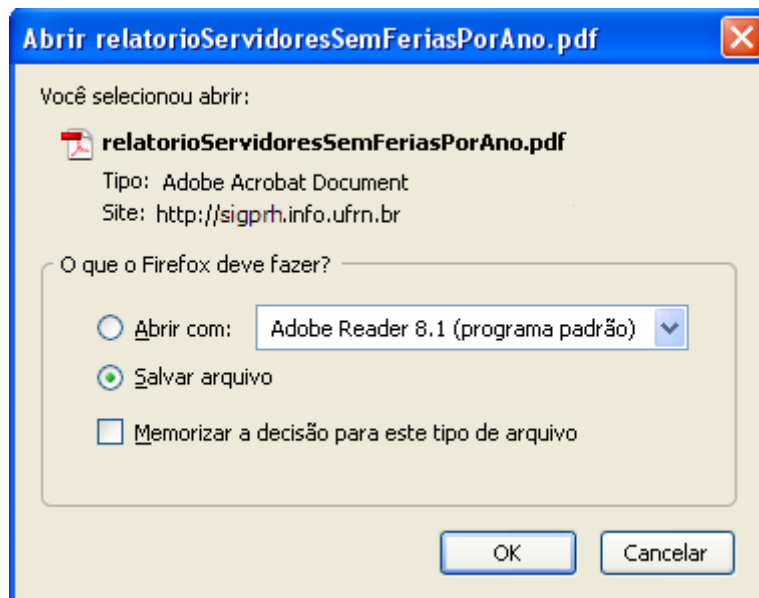 Abrir relatorioServidoresSemFeriasPorAno.pdf
Você selecionou abrir:
relatorioServidoresSemFeriasPorAno.pdf
Tipo: Adobe Acrobat Document
Site: http://sigprh.info.ufrn.br
O que o Firefox deve fazer?
Abrir com: Adobe Reader 8.1 (programa padrão)
Salvar arquivo
Memorizar a decisão para este tipo de arquivo
OK Cancelar